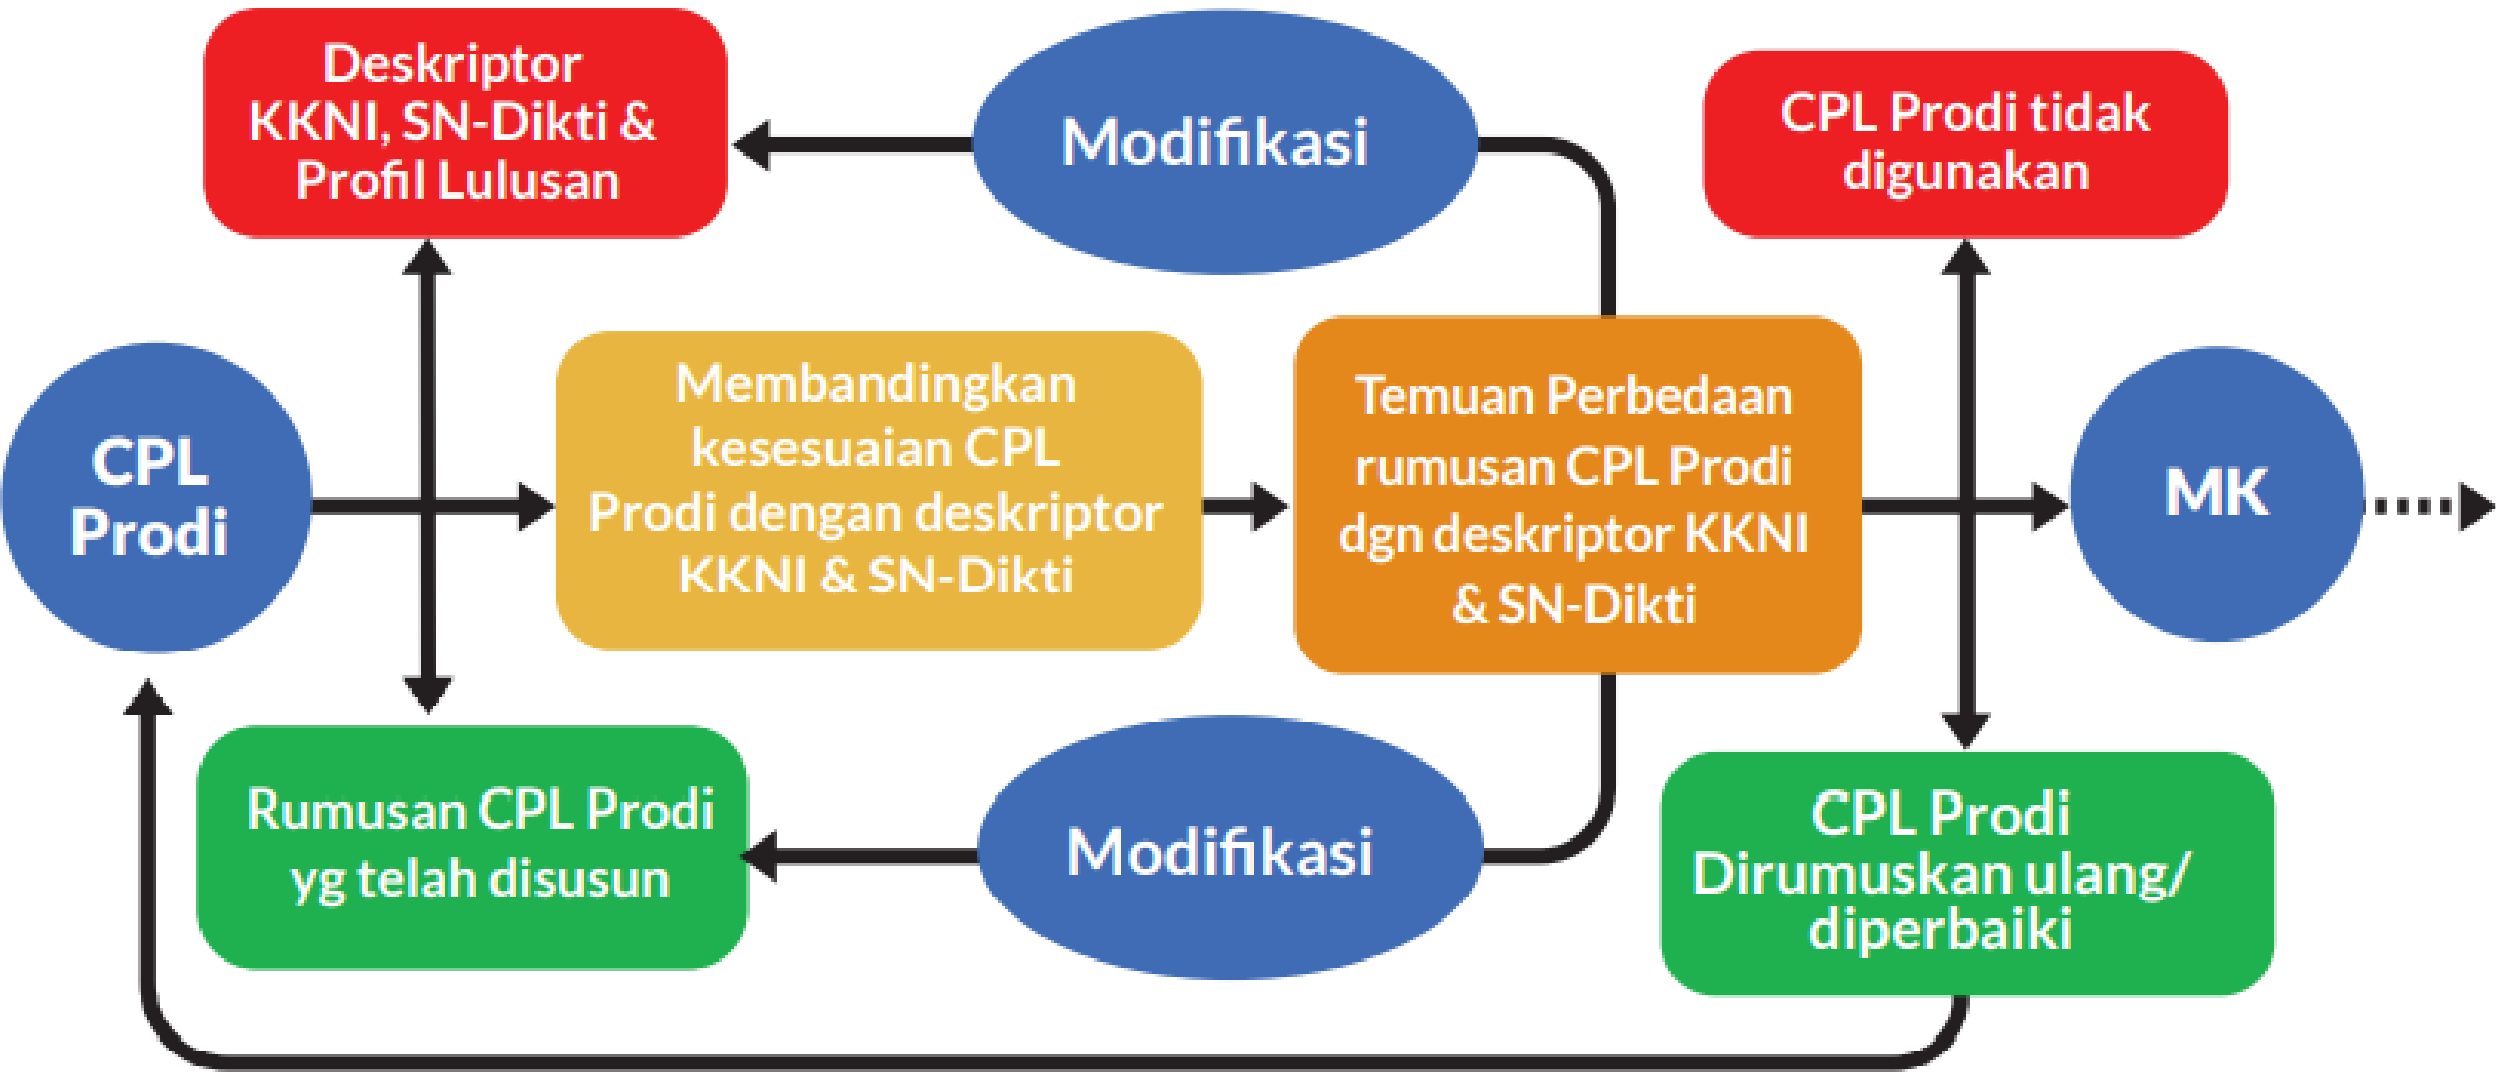 Deskriptor
KKNI, SN-Dikti &
Profil Lulusan
Modifikasi
CPL Prodi tidak
digunakan
CPL
Prodi
Membandingkan
kesesuaian CPL
Prodi dengan deskriptor
KKNI & SN-Dikti
Temuan Perbedaan
rumusan CPL Prodi
dgn deskriptor KKNI
& SN-Dikti
MK
Rumusan CPL Prodi
yg telah disusun
Modifikasi
CPL Prodi
Dirumuskan ulang/
diperbaiki